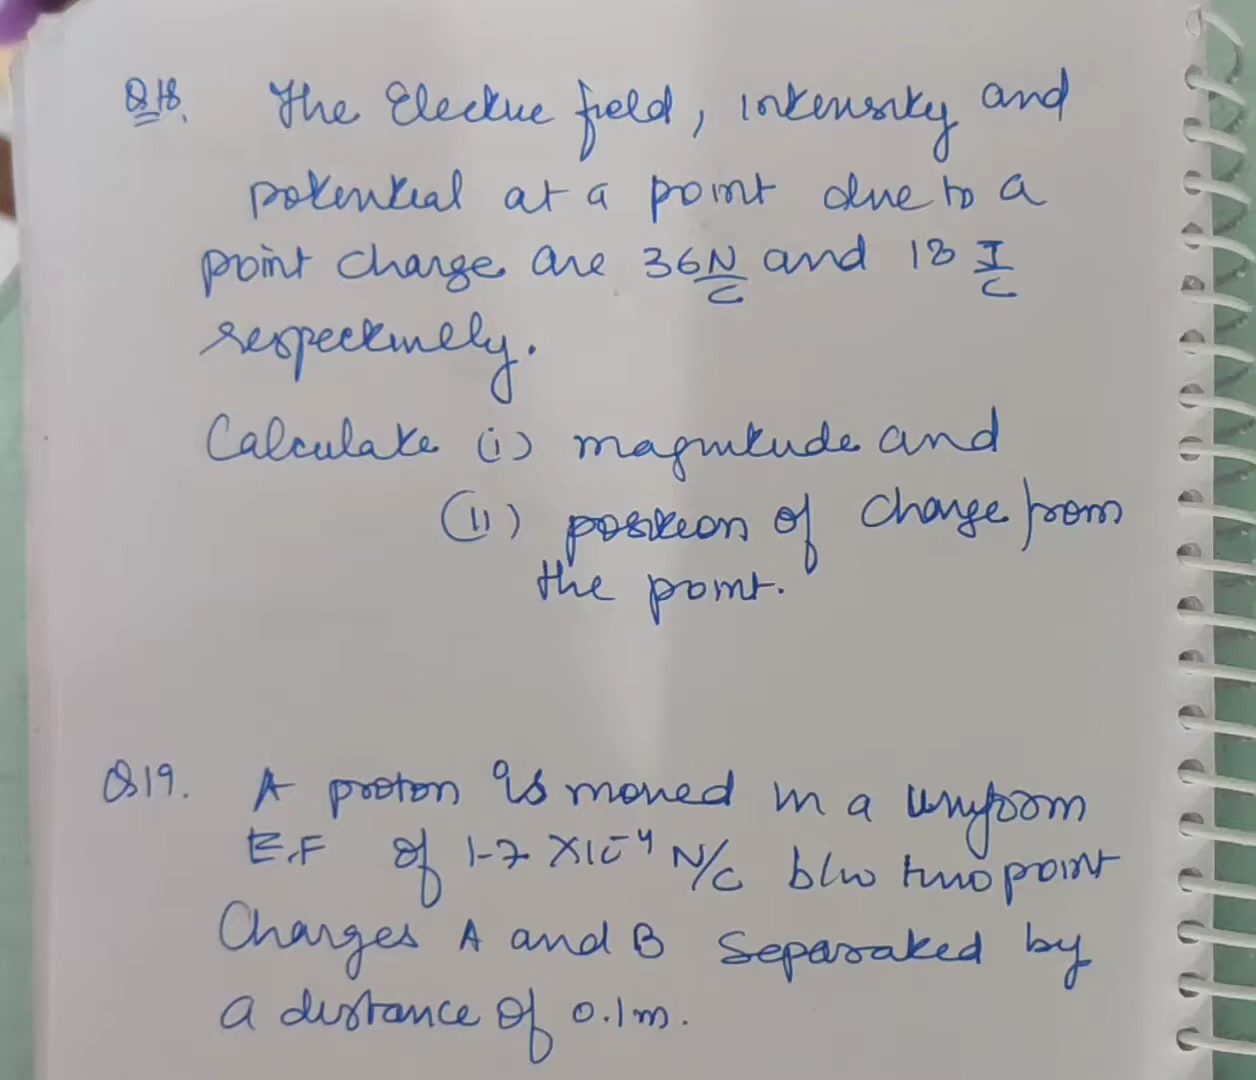 Q18. The Electric field, intensity and
potential at a point due to a
point charge are 36 N/C and 18 J/C
respectively.
Calculate (i) magnitude and
(ii) position of charge from
the point.
Q19. A proton is moved in a uniform
E.F of 1.7 × 10⁻⁴ N/C b/w two point
Charges A and B separated by
a distance of 0.1m.